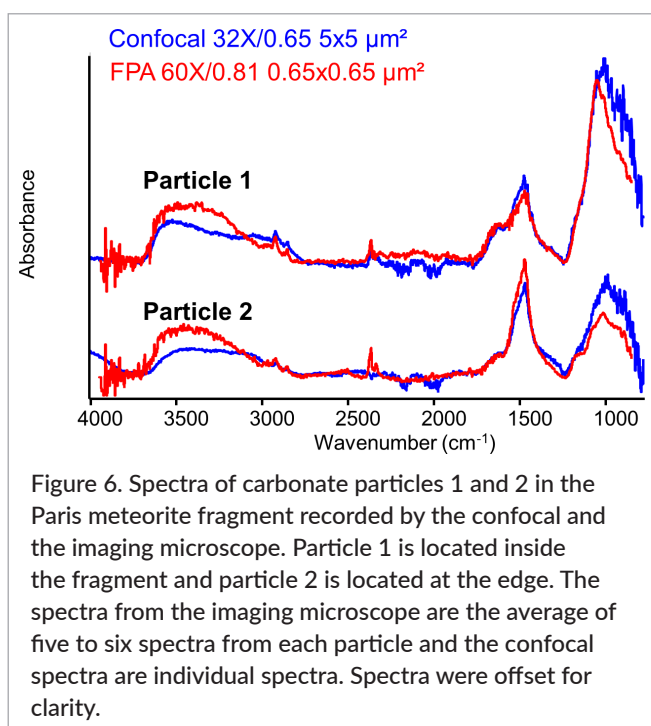 Confocal 32X/0.65 5x5 µm²
FPA 60X/0.81 0.65x0.65 µm²
Absorbance
Particle 1
Particle 2
4000 3500 3000 2500 2000 1500 1000
Wavenumber (cm⁻¹)
Figure 6. Spectra of carbonate particles 1 and 2 in the
Paris meteorite fragment recorded by the confocal and
the imaging microscope. Particle 1 is located inside
the fragment and particle 2 is located at the edge. The
spectra from the imaging microscope are the average of
five to six spectra from each particle and the confocal
spectra are individual spectra. Spectra were offset for
clarity.